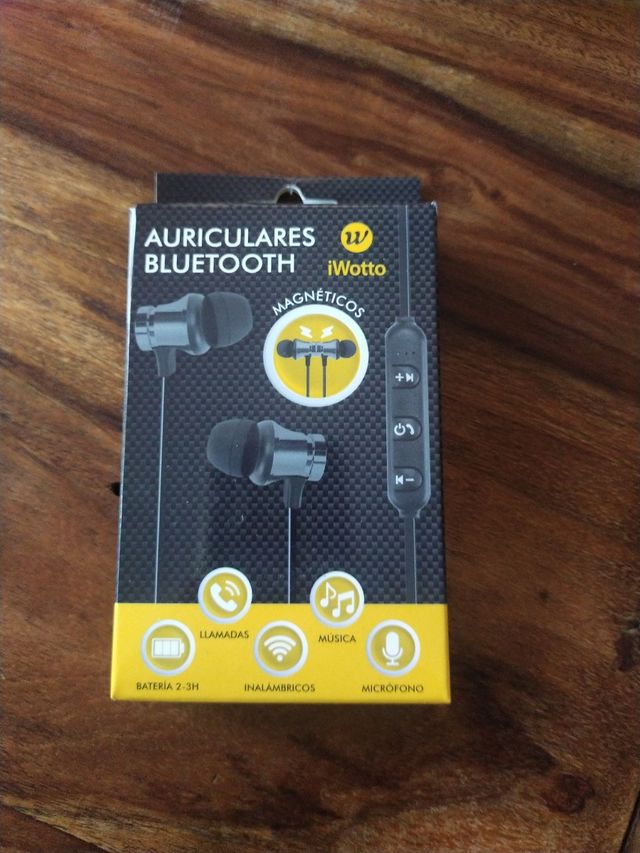 AURICULARES
BLUETOOTH
w
iWotto
MAGNÉTICOS
LLAMADAS
MÚSICA
BATERÍA 2-3H
INALÁMBRICOS
MICRÓFONO